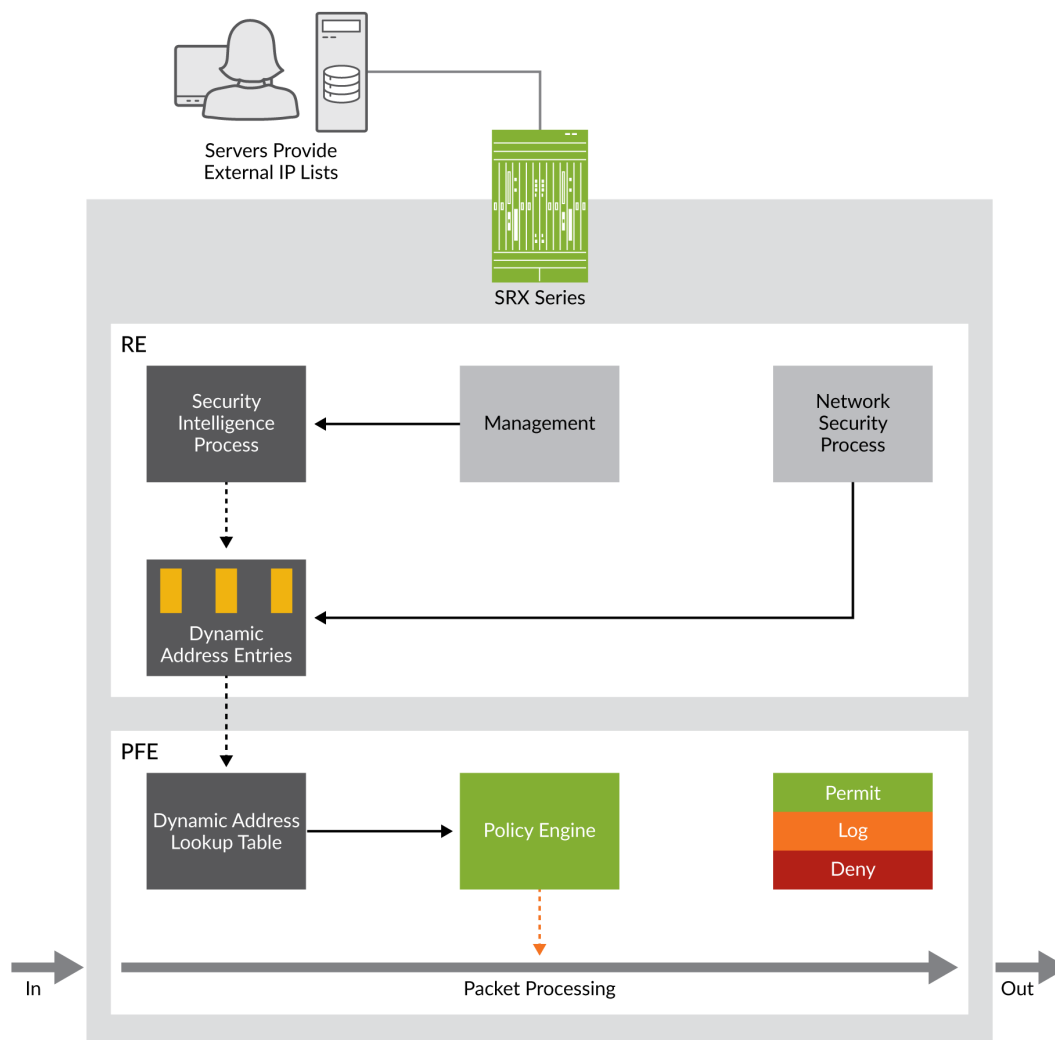 Servers Provide
External IP Lists
SRX Series
RE
Security
Intelligence
Process
Management
Network
Security
Process
Dynamic
Address Entries
PFE
Dynamic Address
Lookup Table
Policy Engine
Permit
Log
Deny
In
Packet Processing
Out